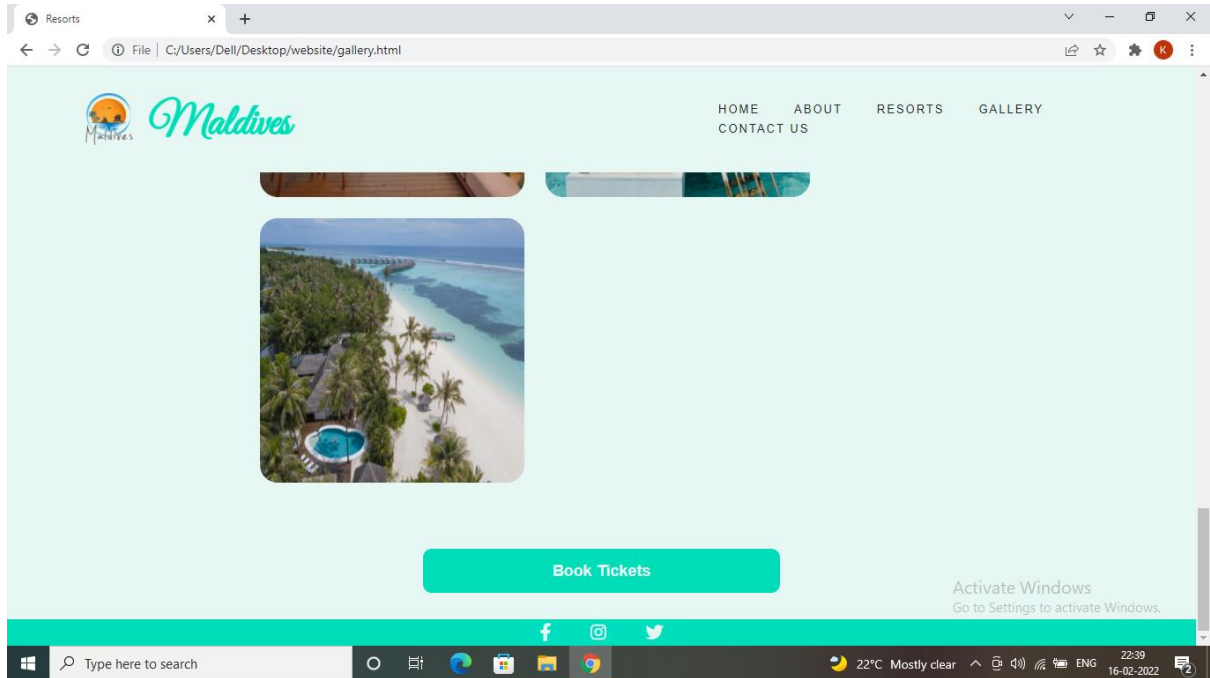 Resorts
File | C:/Users/Dell/Desktop/website/gallery.html
K
Maldives
Maldives
HOME ABOUT RESORTS GALLERY
CONTACT US
Book Tickets
Activate Windows
Go to Settings to activate Windows.
Type here to search
22°C Mostly clear
ENG
22:39
16-02-2022
2